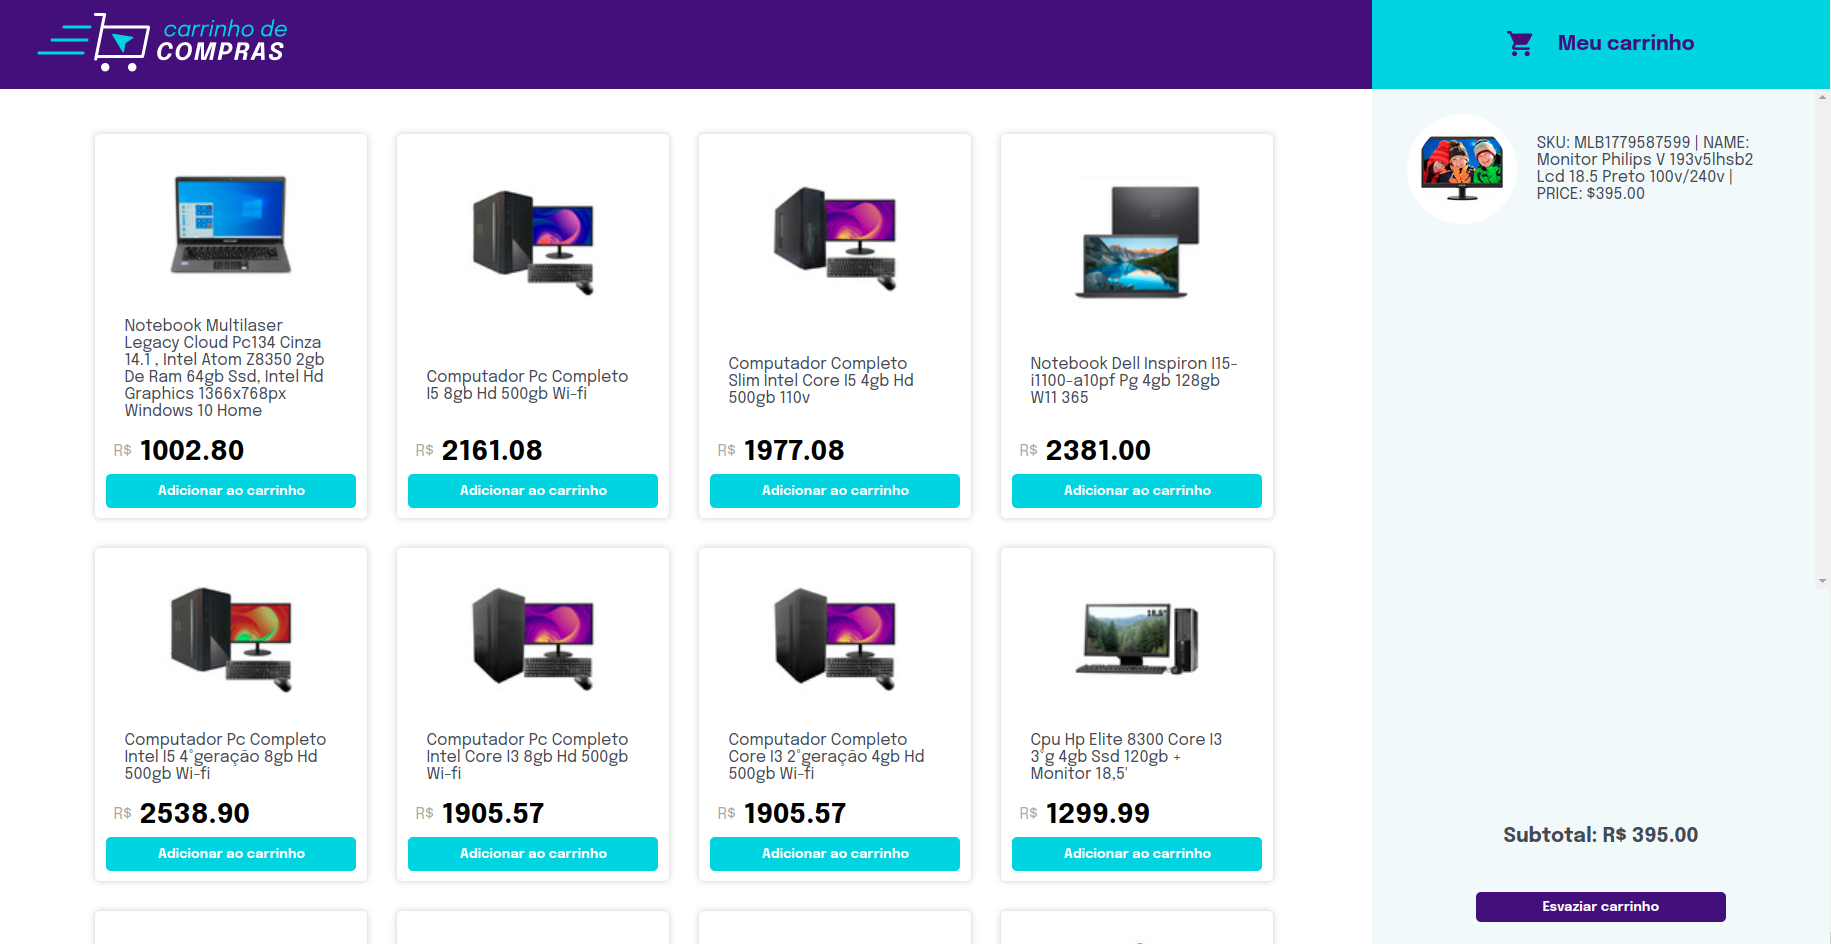 carrinho de
COMPRAS
Meu carrinho
SKU: MLB1779587599 | NAME:
Monitor Philips V 193v5lhsb2
Lcd 18.5 Preto 100v/240v |
PRICE: $395.00
Notebook Multilaser
Legacy Cloud Pc134 Cinza
14.1 , Intel Atom Z8350 2gb
De Ram 64gb Ssd, Intel Hd
Graphics 1366x768px
Windows 10 Home
R$ 1002.80
Adicionar ao carrinho
Computador Pc Completo
I5 8gb Hd 500gb Wi-fi
R$ 2161.08
Adicionar ao carrinho
Computador Completo
Slim Intel Core I5 4gb Hd
500gb 110v
R$ 1977.08
Adicionar ao carrinho
Notebook Dell Inspiron I15-
i1100-a10pf Pg 4gb 128gb
W11 365
R$ 2381.00
Adicionar ao carrinho
Computador Pc Completo
Intel I5 4°geração 8gb Hd
500gb Wi-fi
R$ 2538.90
Adicionar ao carrinho
Computador Pc Completo
Intel Core I3 8gb Hd 500gb
Wi-fi
R$ 1905.57
Adicionar ao carrinho
Computador Completo
Core I3 2°geração 4gb Hd
500gb Wi-fi
R$ 1905.57
Adicionar ao carrinho
18,5"
Cpu Hp Elite 8300 Core I3
3°g 4gb Ssd 120gb +
Monitor 18,5'
R$ 1299.99
Adicionar ao carrinho
Subtotal: R$ 395.00
Esvaziar carrinho